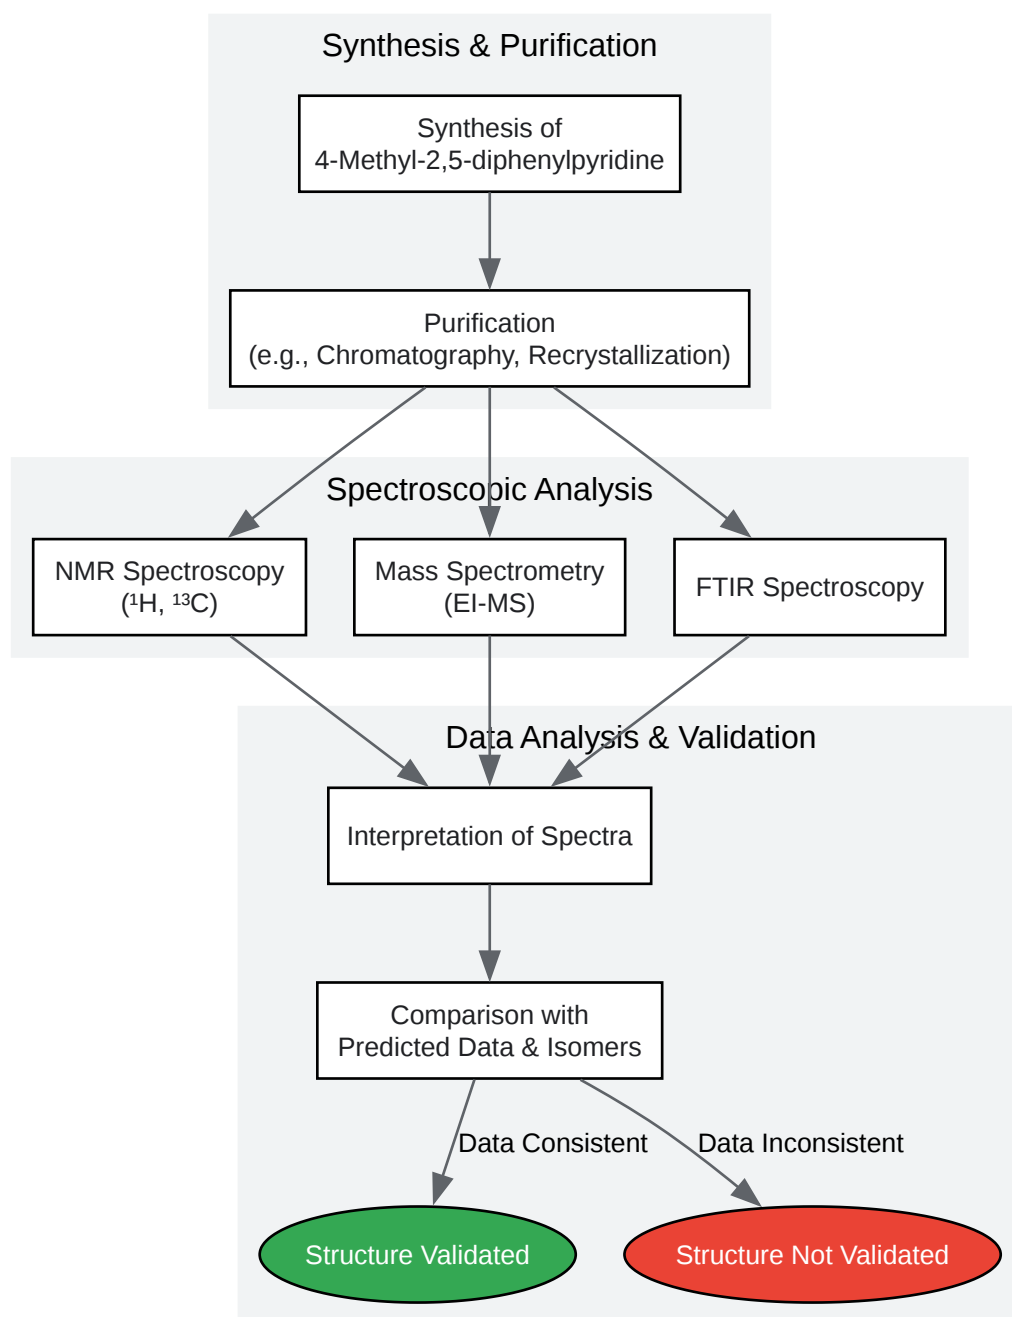 Synthesis & Purification
Synthesis of
4-Methyl-2,5-diphenylpyridine
Purification
(e.g., Chromatography, Recrystallization)
Spectroscopic Analysis
NMR Spectroscopy
(¹H, ¹³C)
Mass Spectrometry
(EI-MS)
FTIR Spectroscopy
Data Analysis & Validation
Interpretation of Spectra
Comparison with
Predicted Data & Isomers
Data Consistent
Data Inconsistent
Structure Validated
Structure Not Validated